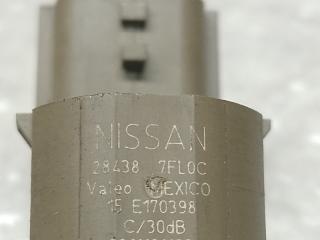 NISSAN
28438 7FL0C
Valeo MEXICO
15 E170398
C/30dB